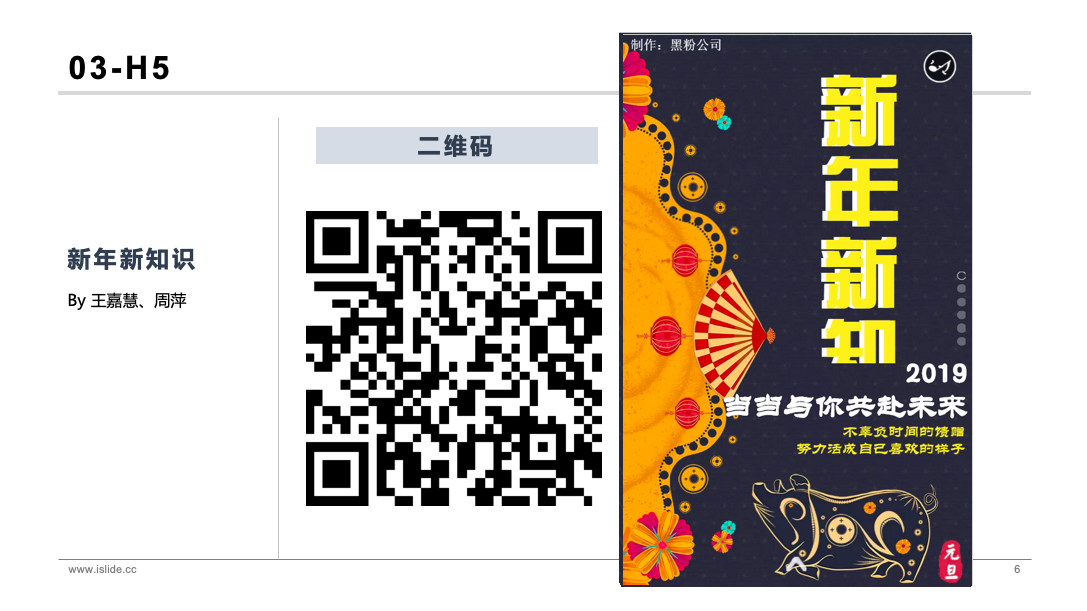 03-H5
新年新知识
By 王嘉慧、周萍
二维码
制作：黑粉公司
新年新知
2019
当当与你共赴未来
不辜负时间的馈赠
努力活成自己喜欢的样子
元旦
www.islide.cc
6